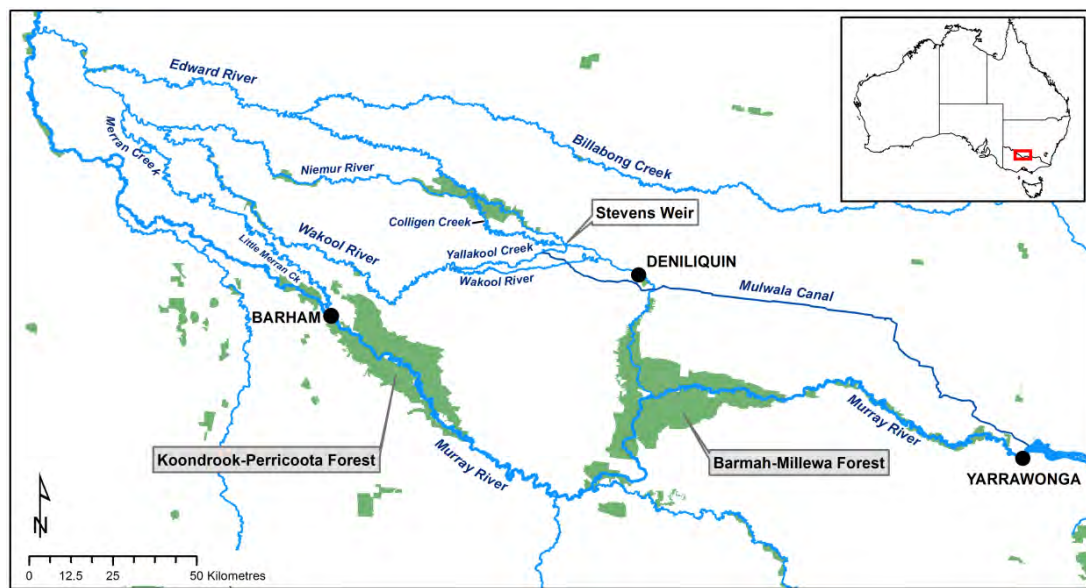 Edward River
Billabong Creek
Merran Creek
Niemur River
Colligen Creek
Stevens Weir
Wakool River
Yallakool Creek
Little Merran Ck
Wakool River
DENILIQUIN
Mulwala Canal
BARHAM
Koondrook-Perricoota Forest
Murray River
Barmah-Millewa Forest
Murray River
YARRAWONGA
N
0 12.5 25 50 Kilometres